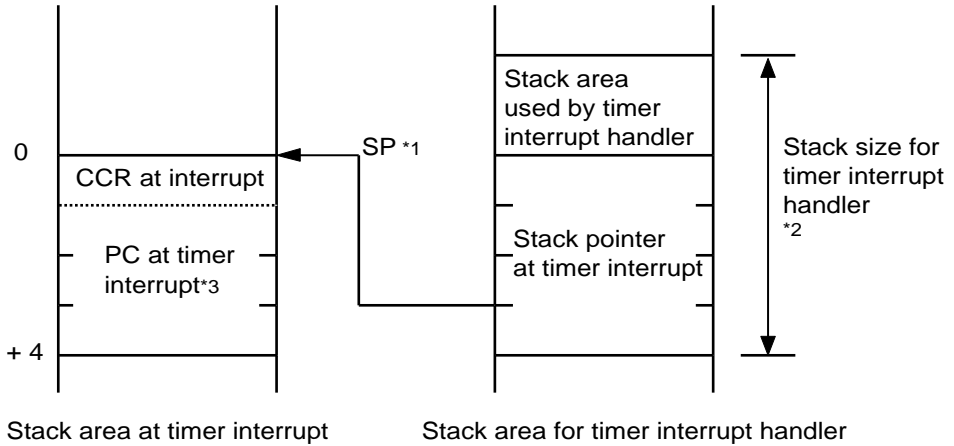 Stack area
used by timer
interrupt handler
0
SP *1
CCR at interrupt
Stack size for
timer interrupt
handler
*2
PC at timer
interrupt*3
Stack pointer
at timer interrupt
+ 4
Stack area at timer interrupt
Stack area for timer interrupt handler